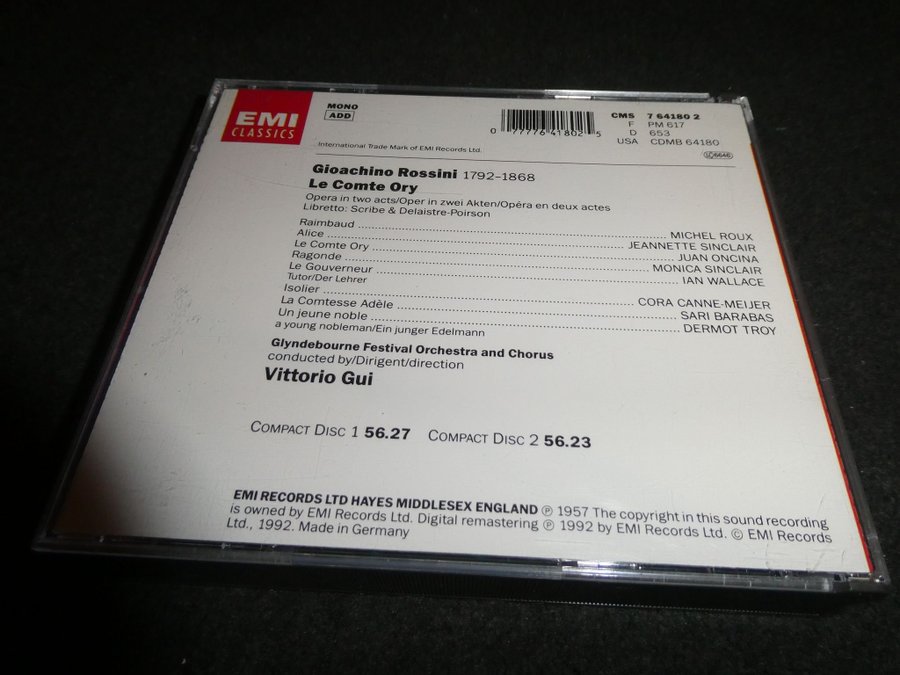 EMI
CLASSICS
MONO
ADD
International Trade Mark of EMI Records Ltd.
0 77776 41802 5
CMS 7 64180 2
F PM 617
D 653
USA CDMB 64180
Gioachino Rossini 1792-1868
Le Comte Ory
Opera in two acts/Oper in zwei Akten/Opéra en deux actes
Libretto: Scribe & Delaistre-Poirson
Raimbaud ........ MICHEL ROUX
Alice ........ JEANNETTE SINCLAIR
Le Comte Ory ........ JUAN ONCINA
Ragonde ........ MONICA SINCLAIR
Le Gouverneur ........ IAN WALLACE
Tutor/Der Lehrer
Isolier ........ CORA CANNE-MEIJER
La Comtesse Adèle ........ SARI BARABAS
Un jeune noble ........ DERMOT TROY
a young nobleman/Ein junger Edelmann
Glyndebourne Festival Orchestra and Chorus
conducted by/Dirigent/direction
Vittorio Gui
COMPACT DISC 1 56.27 COMPACT DISC 2 56.23
EMI RECORDS LTD HAYES MIDDLESEX ENGLAND ℗ 1957 The copyright in this sound recording
is owned by EMI Records Ltd. Digital remastering ℗ 1992 by EMI Records Ltd. © EMI Records
Ltd., 1992. Made in Germany